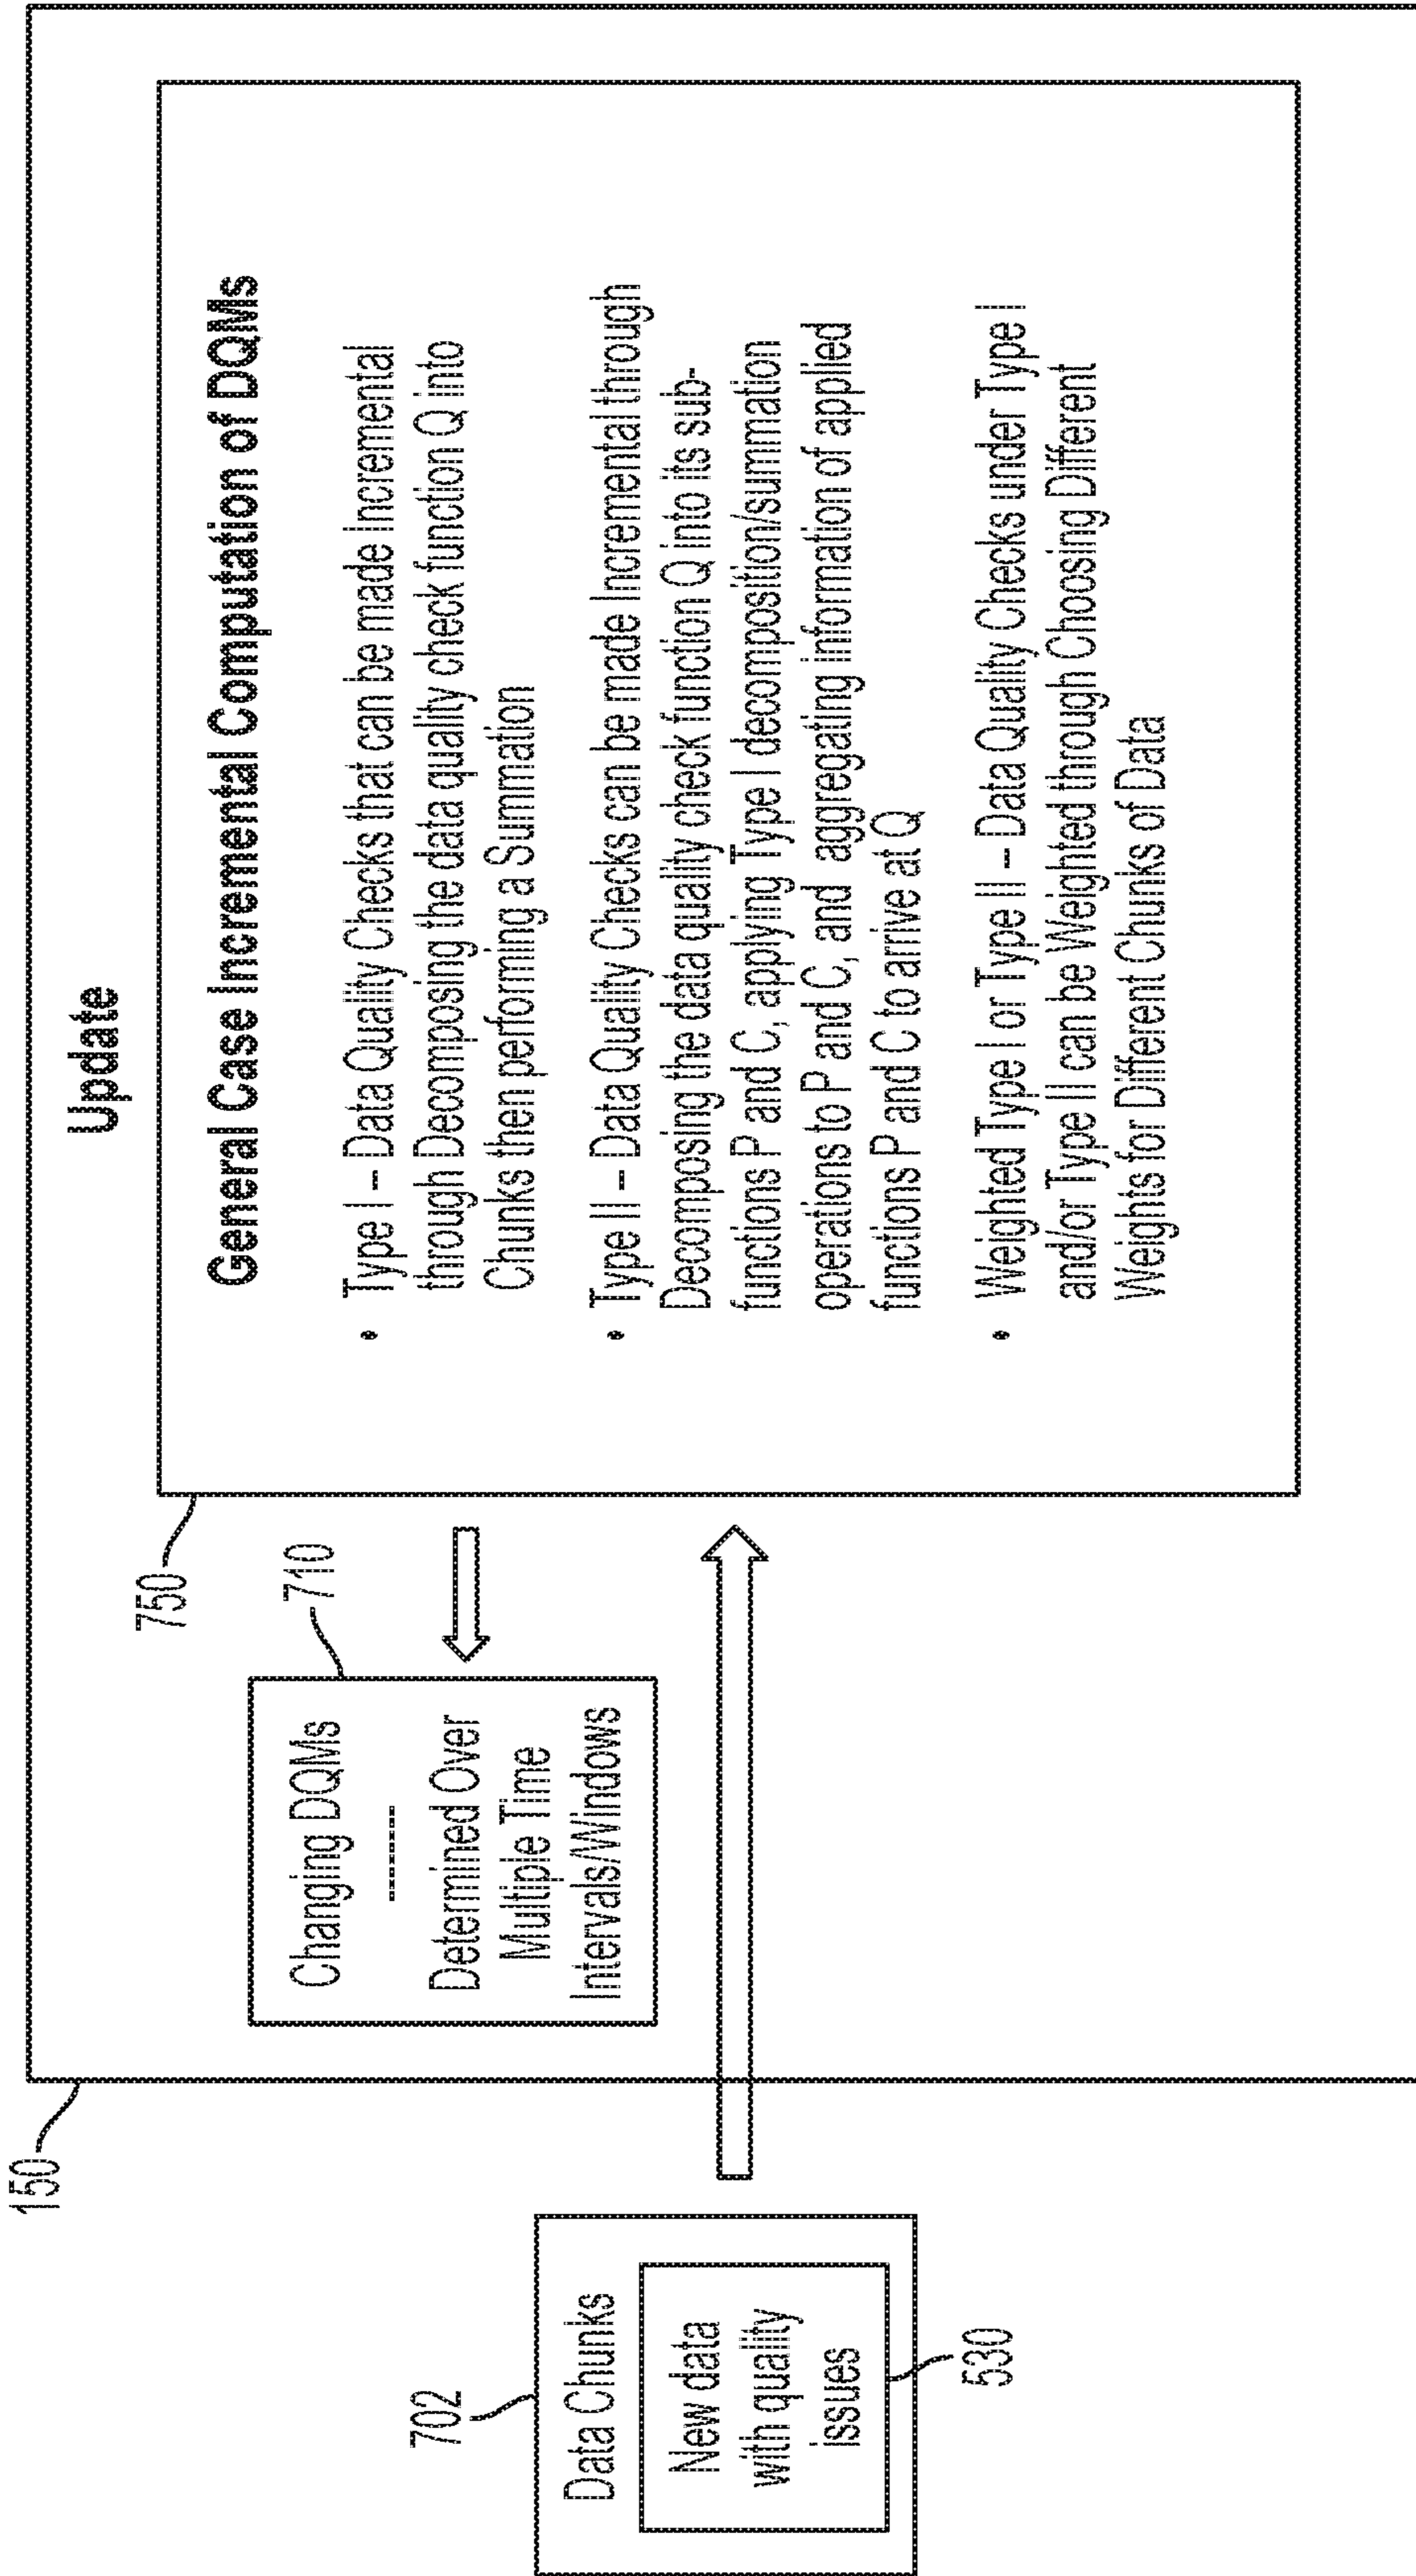 150
Update
750
General Case Incremental Computation of DQMs
• Type I – Data Quality Checks that can be made Incremental
through Decomposing the data quality check function Q into
Chunks then performing a Summation
• Type II – Data Quality Checks can be made Incremental through
Decomposing the data quality check function Q into its sub-
functions P and C, applying Type I decomposition/summation
operations to P and C, and aggregating information of applied
functions P and C to arrive at Q
• Weighted Type I or Type II – Data Quality Checks under Type I
and/or Type II can be Weighted through Choosing Different
Weights for Different Chunks of Data
710
Changing DQMs
Determined Over
Multiple Time
Intervals/Windows
702
Data Chunks
New data
with quality
issues
530